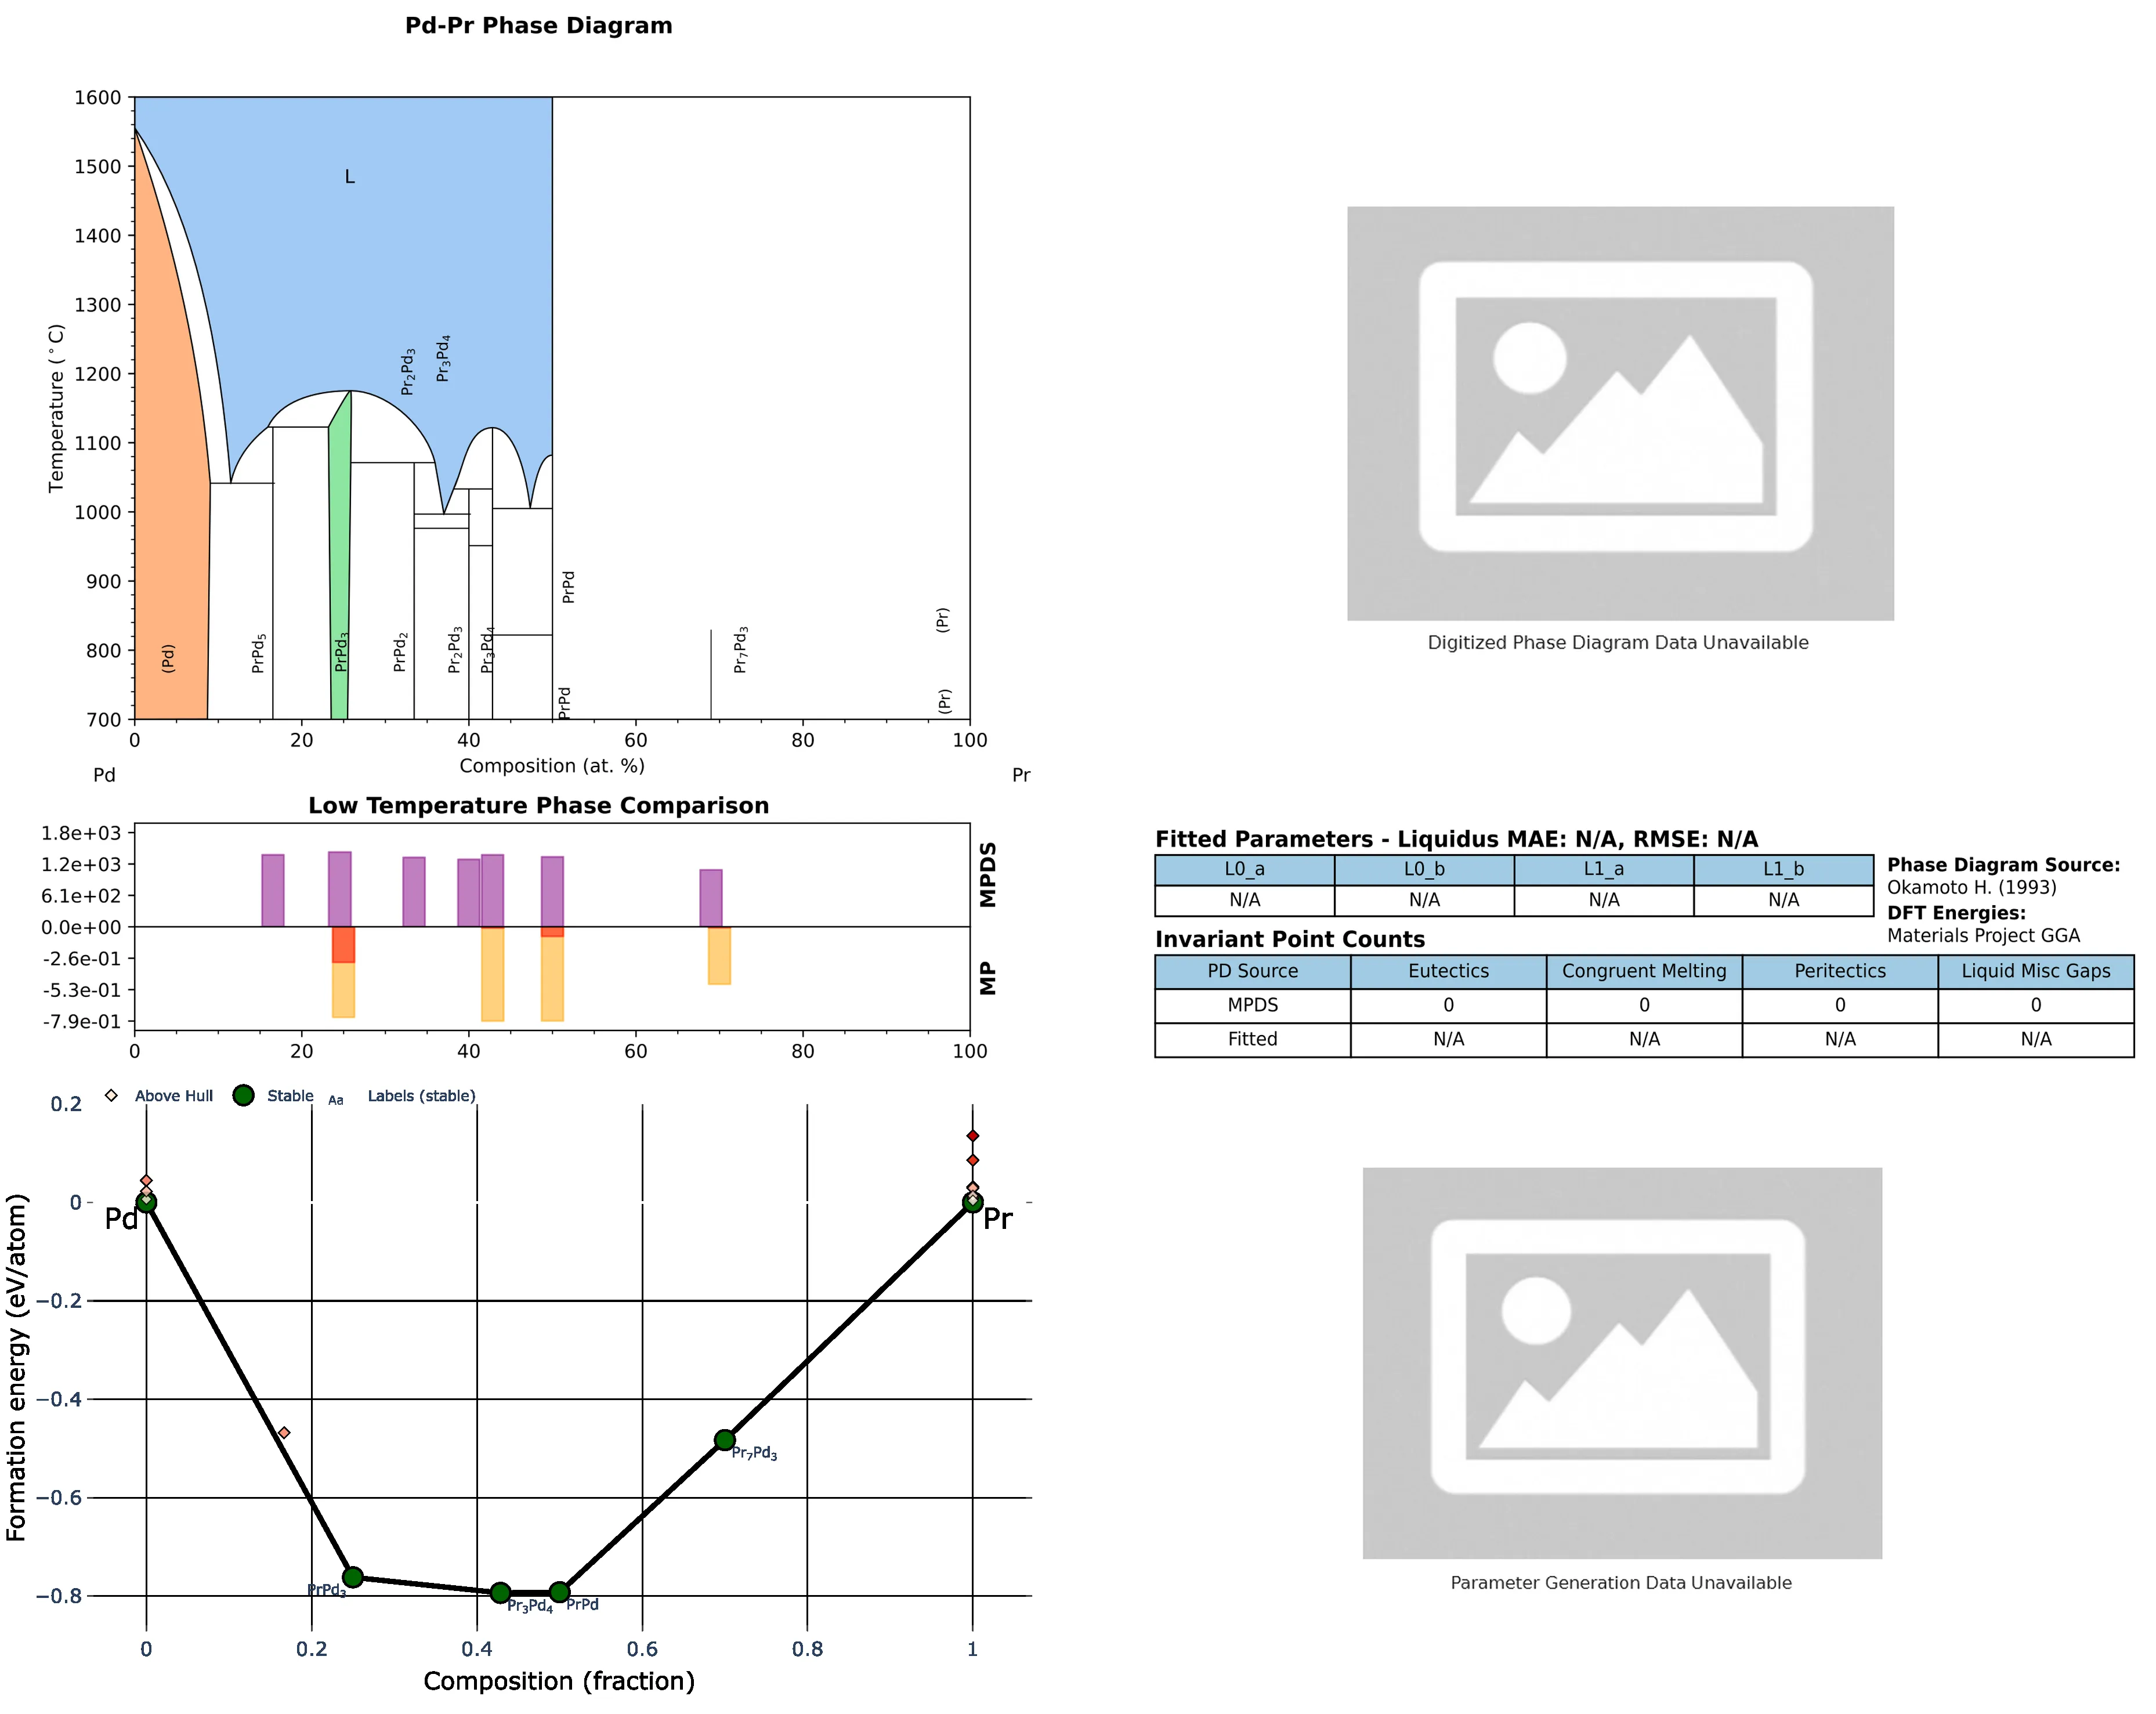 Pd-Pr Phase Diagram
1600
1500
1400
1300
1200
1100
1000
900
800
700
Temperature (°C)
L
Pr₂Pd₃
Pr₃Pd₄
(Pd)
PrPd₅
PrPd₃
PrPd₂
Pr₂Pd₃
Pr₃Pd₄
PrPd
PrPd
Pr₇Pd₃
(Pr)
(Pr)
0 20 40 60 80 100
Composition (at. %)
Pd Pr
Digitized Phase Diagram Data Unavailable
Low Temperature Phase Comparison
1.8e+03
1.2e+03
6.1e+02
0.0e+00
-2.6e-01
-5.3e-01
-7.9e-01
MPDS
MP
0 20 40 60 80 100
Fitted Parameters - Liquidus MAE: N/A, RMSE: N/A
L0_a L0_b L1_a L1_b
N/A N/A N/A N/A
Phase Diagram Source:
Okamoto H. (1993)
DFT Energies:
Materials Project GGA
Invariant Point Counts
PD Source Eutectics Congruent Melting Peritectics Liquid Misc Gaps
MPDS 0 0 0 0
Fitted N/A N/A N/A N/A
Above Hull Stable Aa Labels (stable)
0.2
0
−0.2
−0.4
−0.6
−0.8
Formation energy (eV/atom)
Pd
Pr
Pr₇Pd₃
PrPd₃
Pr₃Pd₄
PrPd
0 0.2 0.4 0.6 0.8 1
Composition (fraction)
Parameter Generation Data Unavailable